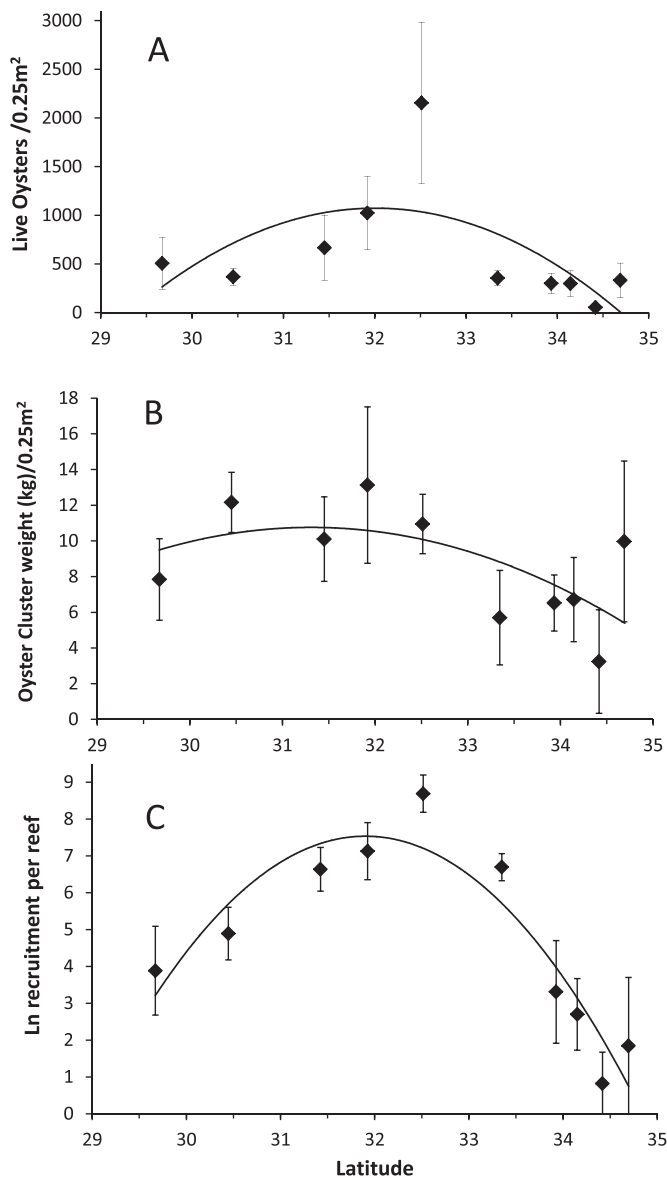 A
Live Oysters /0.25m²
3000
2500
2000
1500
1000
500
0
29 30 31 32 33 34 35
B
Oyster Cluster weight (kg)/0.25m²
18
16
14
12
10
8
6
4
2
0
29 30 31 32 33 34 35
C
Ln recruitment per reef
9
8
7
6
5
4
3
2
1
0
29 30 31 32 33 34 35
Latitude